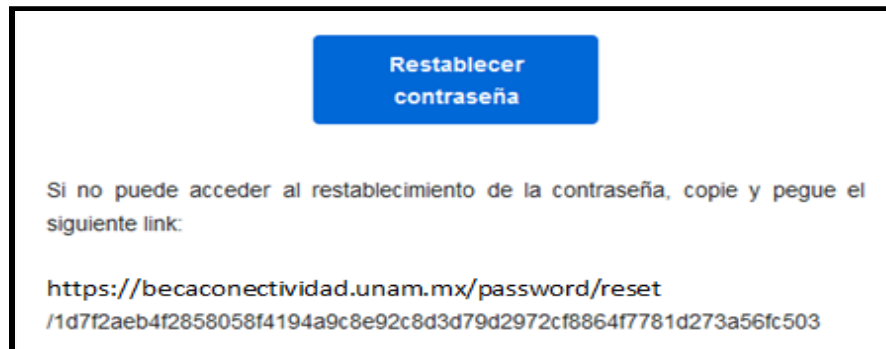 Restablecer
contraseña
Si no puede acceder al restablecimiento de la contraseña, copie y pegue el
siguiente link:
https://becaconectividad.unam.mx/password/reset
/1d7f2aeb4f2858058f4194a9c8e92c8d3d79d2972cf8864f7781d273a56fc503